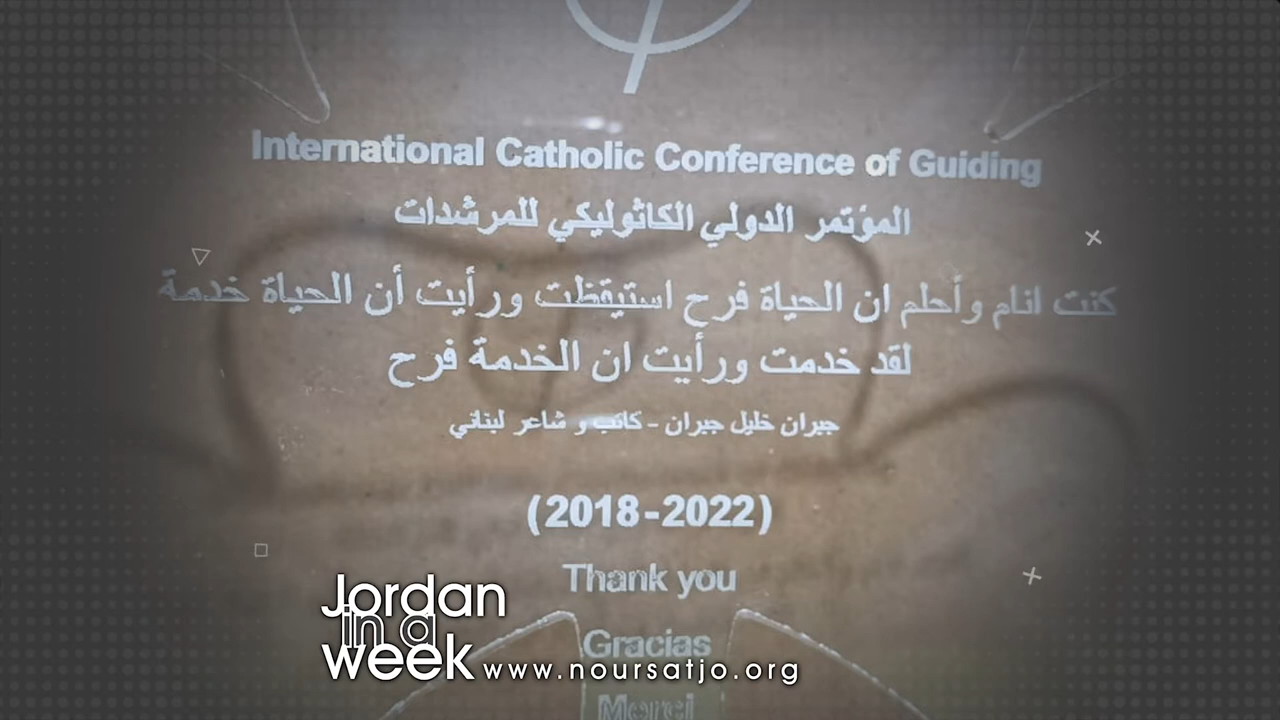 International Catholic Conference of Guiding
المؤتمر الدولي الكاثوليكي للمرشدات
كنت انام وأحلم ان الحياة فرح استيقظت ورأيت أن الحياة خدمة
لقد خدمت ورأيت ان الخدمة فرح
جبران خليل جبران - كاتب و شاعر لبناني
(2018-2022)
Thank you
Gracias
Merci
Jordan
in a
week www.noursatjo.org